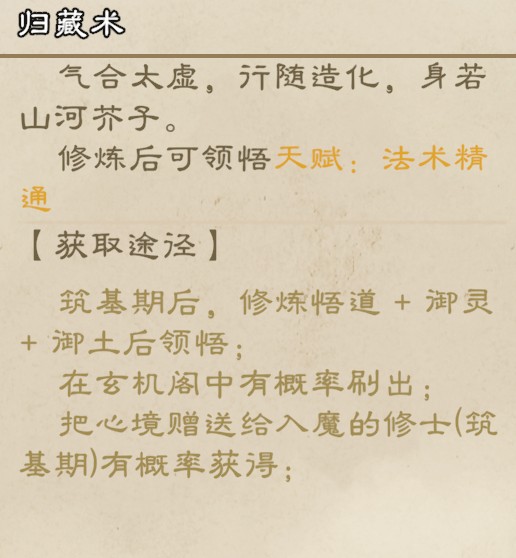 归藏术
气合太虚，行随造化，身若
山河芥子。
修炼后可领悟天赋：法术精
通
【获取途径】
筑基期后，修炼悟道 + 御灵
+ 御土后领悟；
在玄机阁中有概率刷出；
把心境赠送给入魔的修士(筑
基期)有概率获得；